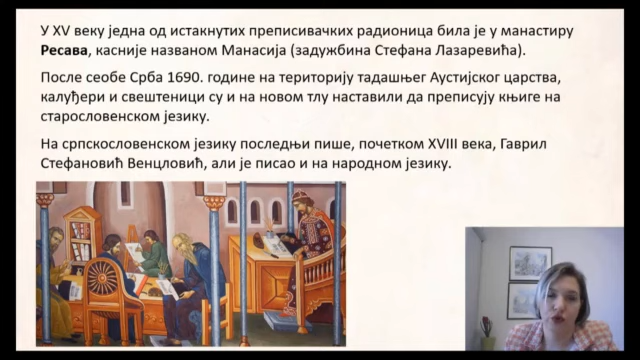 У XV веку једна од истакнутих преписивачких радионица била је у манастиру
Ресава, касније названом Манасија (задужбина Стефана Лазаревића).
После сеобе Срба 1690. године на територију тадашњег Аустијског царства,
калуђери и свештеници су и на новом тлу наставили да преписују књиге на
старословенском језику.
На српскословенском језику последњи пише, почетком XVIII века, Гаврил
Стефановић Венцловић, али је писао и на народном језику.